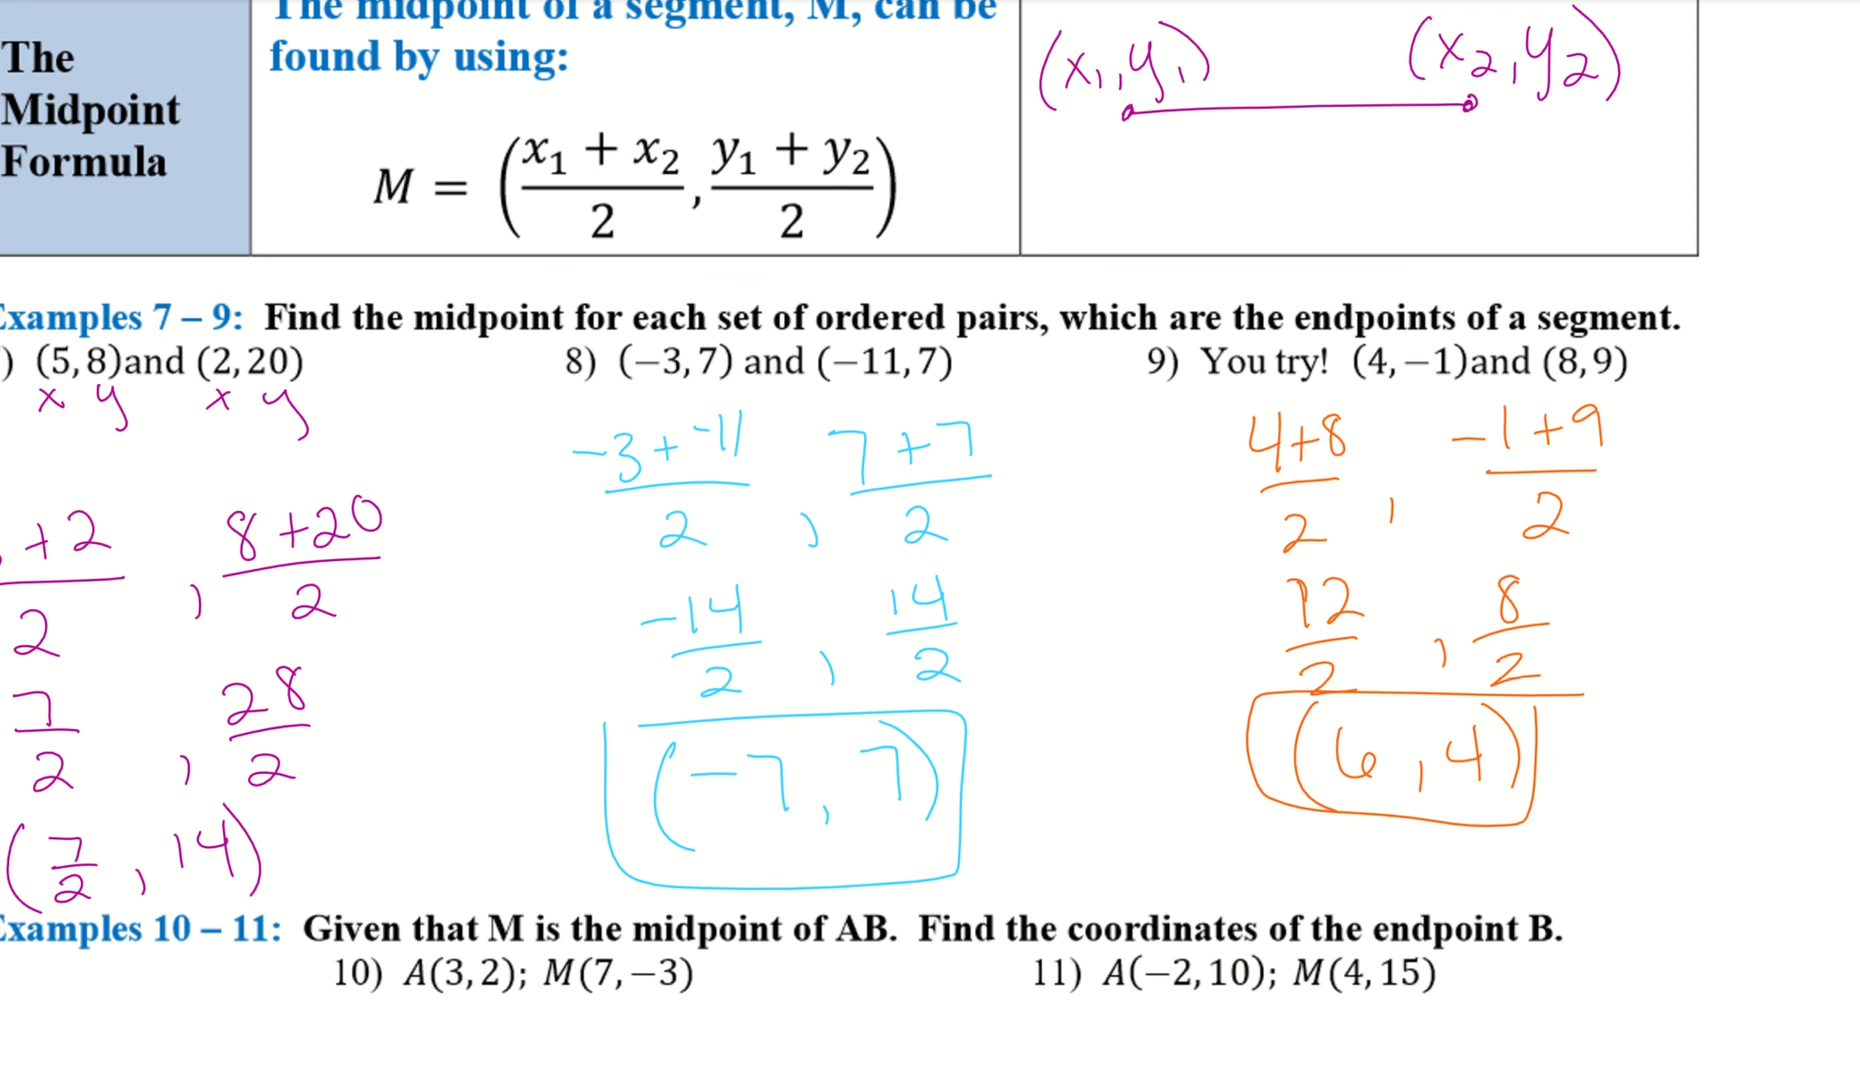 The midpoint of a segment, M, can be
found by using:
The
Midpoint
Formula
M = (x₁ + x₂ / 2, y₁ + y₂ / 2)
(x₁, y₁) (x₂, y₂)
Examples 7 – 9: Find the midpoint for each set of ordered pairs, which are the endpoints of a segment.
) (5,8)and (2,20)
x y x y
+2 / 2 , 8+20 / 2
7/2 , 28/2
(7/2 , 14)
8) (−3,7) and (−11,7)
-3+-11 / 2 , 7+7 / 2
-14/2 , 14/2
(-7, 7)
9) You try! (4,−1)and (8,9)
4+8 / 2 , -1+9 / 2
12/2 , 8/2
(6,4)
Examples 10 – 11: Given that M is the midpoint of AB. Find the coordinates of the endpoint B.
10) A(3,2); M(7,−3) 11) A(−2,10); M(4,15)